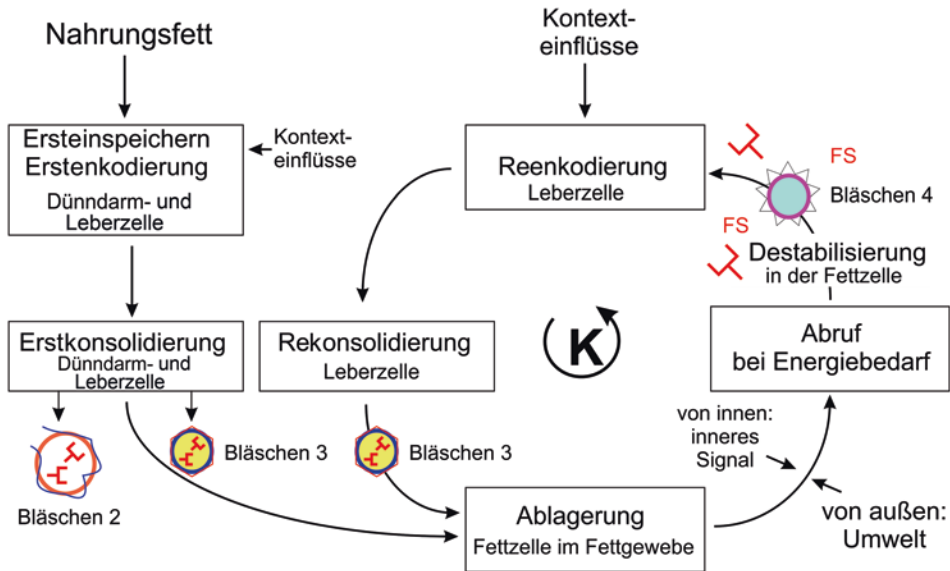 Nahrungsfett
Kontext-
einflüsse
Ersteinspeichern
Erstenkodierung
Dünndarm- und
Leberzelle
Kontext-
einflüsse
Reenkodierung
Leberzelle
FS
Bläschen 4
FS
Destabilisierung
in der Fettzelle
Erstkonsolidierung
Dünndarm- und
Leberzelle
Rekonsolidierung
Leberzelle
K
Abruf
bei Energiebedarf
von innen:
inneres
Signal
Bläschen 2
Bläschen 3
Bläschen 3
Ablagerung
Fettzelle im Fettgewebe
von außen:
Umwelt